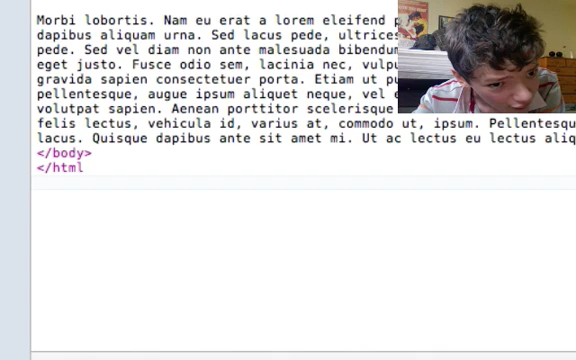 Morbi lobortis. Nam eu erat a lorem eleifend
dapibus aliquam urna. Sed lacus pede,
pede. Sed vel diam non ante malesuada
eget justo. Fusce odio sem, lacinia nec,
gravida sapien consectetuer porta. Etiam ut
pellentesque, augue ipsum aliquet neque, vel
volutpat sapien. Aenean porttitor scelerisque
felis lectus, vehicula id, varius at, commodo ut, ipsum.
lacus. Quisque dapibus ante sit amet mi. Ut ac lectus eu lectus
</body>
</html